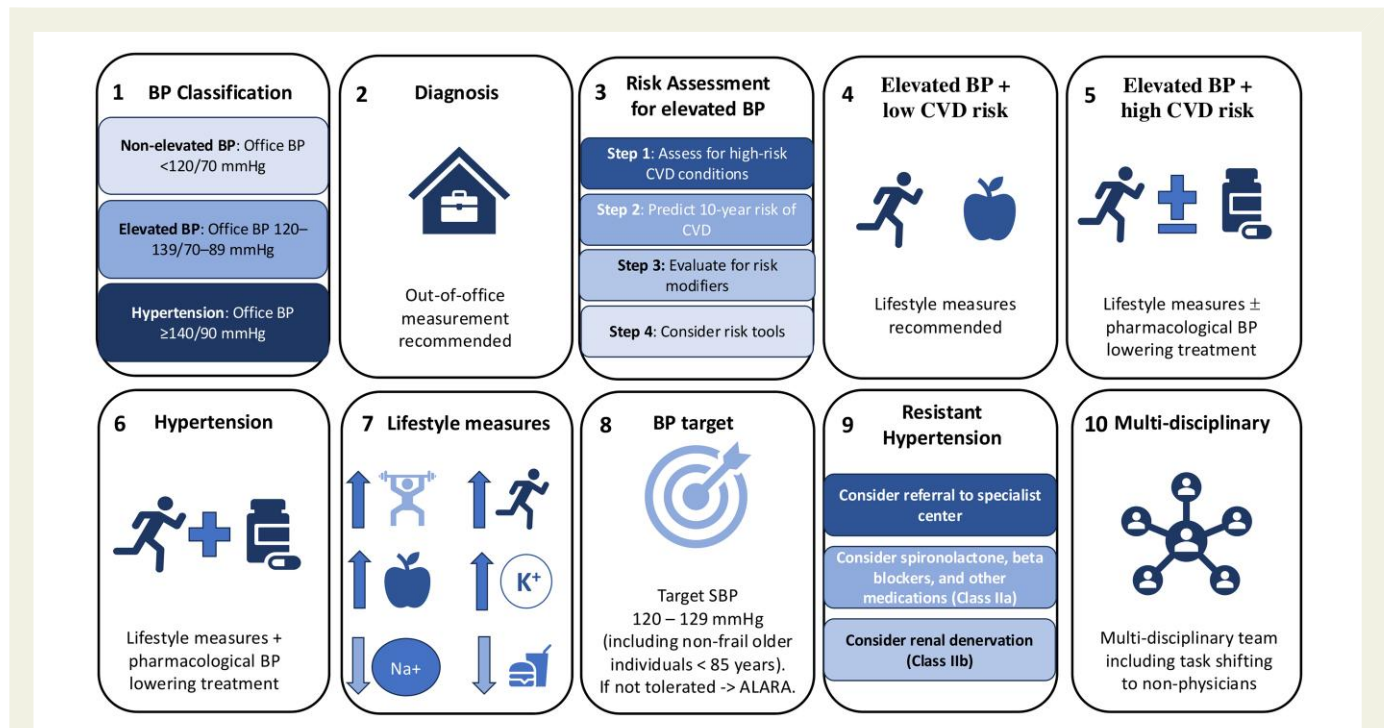 1 BP Classification
Non-elevated BP: Office BP
<120/70 mmHg
Elevated BP: Office BP 120–
139/70–89 mmHg
Hypertension: Office BP
≥140/90 mmHg
2 Diagnosis
Out-of-office
measurement
recommended
3 Risk Assessment
for elevated BP
Step 1: Assess for high-risk
CVD conditions
Step 2: Predict 10-year risk of
CVD
Step 3: Evaluate for risk
modifiers
Step 4: Consider risk tools
4 Elevated BP +
low CVD risk
Lifestyle measures
recommended
5 Elevated BP +
high CVD risk
Lifestyle measures ±
pharmacological BP
lowering treatment
6 Hypertension
Lifestyle measures +
pharmacological BP
lowering treatment
7 Lifestyle measures
K+
Na+
8 BP target
Target SBP
120 – 129 mmHg
(including non-frail older
individuals < 85 years).
If not tolerated -> ALARA.
9 Resistant
Hypertension
Consider referral to specialist
center
Consider spironolactone, beta
blockers, and other
medications (Class IIa)
Consider renal denervation
(Class IIb)
10 Multi-disciplinary
Multi-disciplinary team
including task shifting
to non-physicians